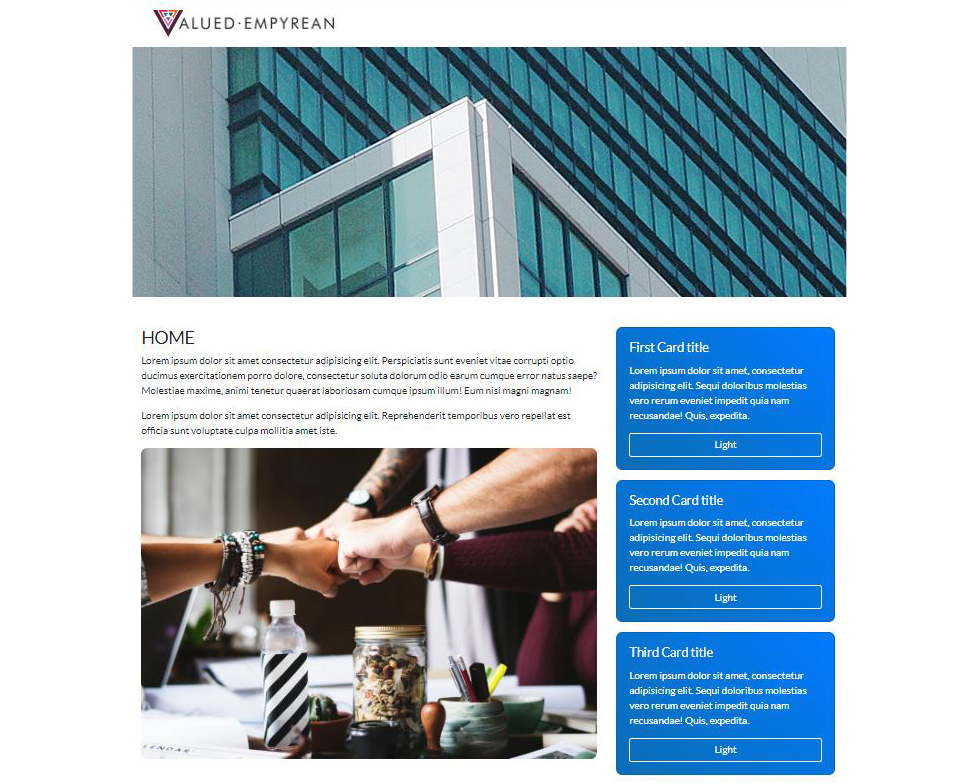 VALUED·EMPYREAN
HOME
Lorem ipsum dolor sit amet consectetur adipisicing elit. Perspiciatis sunt eveniet vitae corrupti optio
ducimus exercitationem porro dolore, consectetur soluta dolorum odio earum cumque error natus saepe?
Molestiae maxime, animi tenetur quaerat laboriosam cumque ipsum illum! Eum nisi magni magnam!
Lorem ipsum dolor sit amet consectetur adipisicing elit. Reprehenderit temporibus vero repellat est
officia sunt voluptate culpa mollitia amet iste.
LENDAR
First Card title
Lorem ipsum dolor sit amet, consectetur
adipisicing elit. Sequi doloribus molestias
vero rerum eveniet impedit quia nam
recusandae! Quis, expedita.
Light
Second Card title
Lorem ipsum dolor sit amet, consectetur
adipisicing elit. Sequi doloribus molestias
vero rerum eveniet impedit quia nam
recusandae! Quis, expedita.
Light
Third Card title
Lorem ipsum dolor sit amet, consectetur
adipisicing elit. Sequi doloribus molestias
vero rerum eveniet impedit quia nam
recusandae! Quis, expedita.
Light